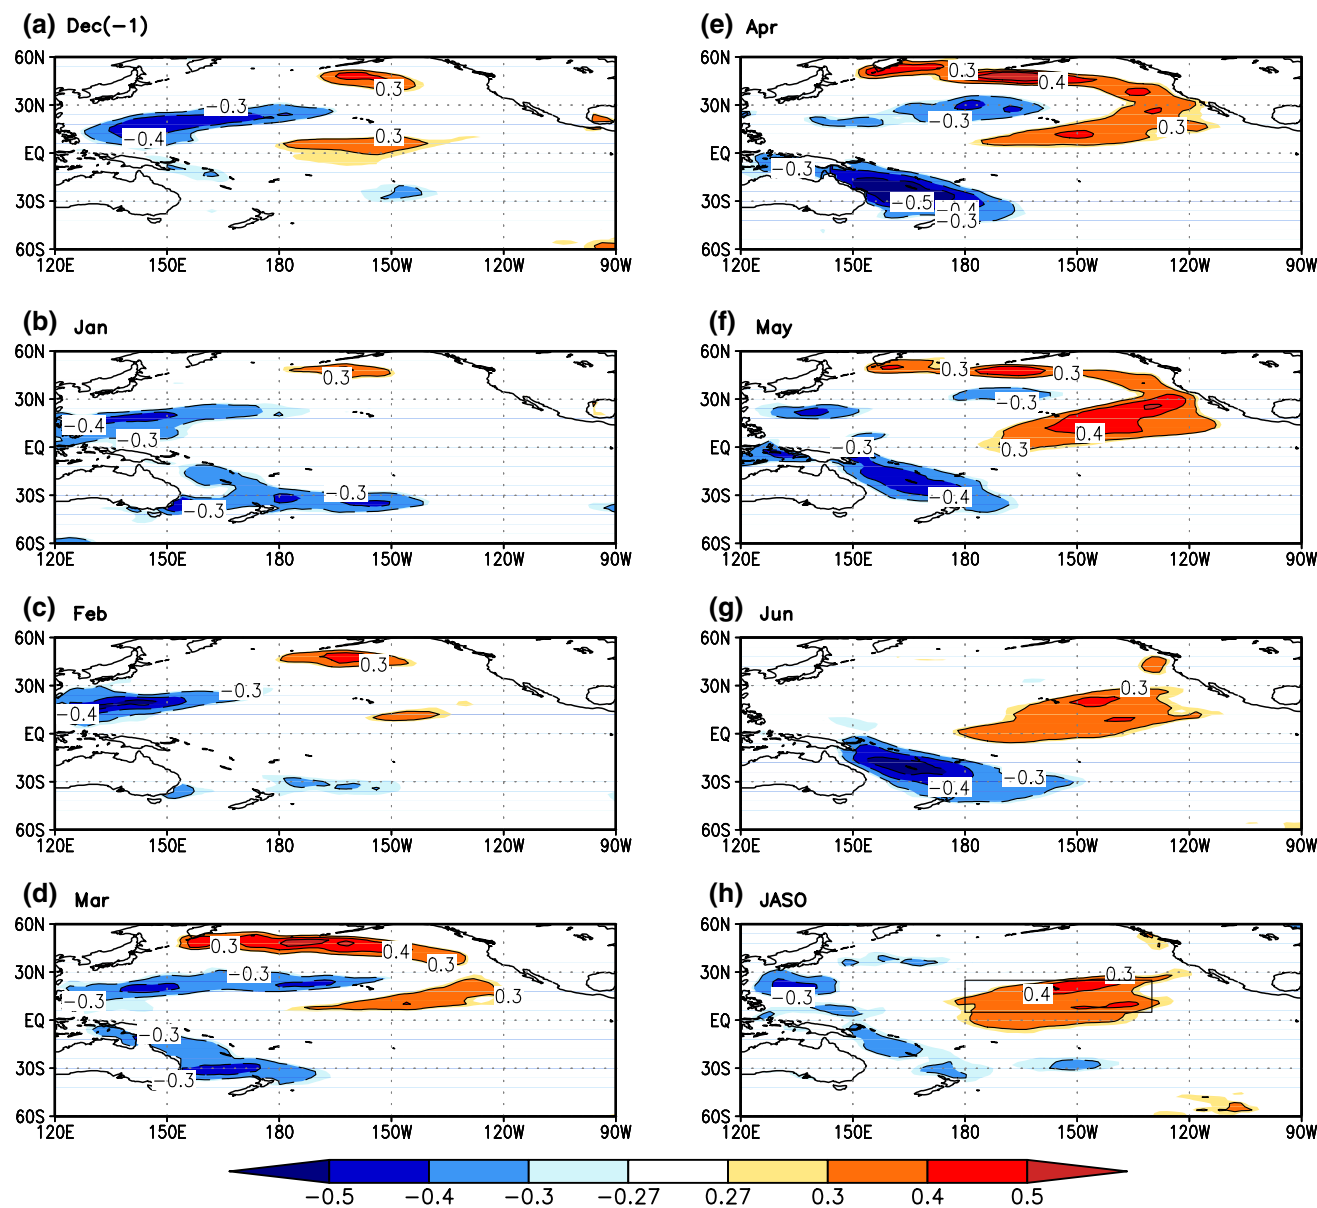 (a) Dec(−1)
60N
30N
EQ
30S
60S
120E 150E 180 150W 120W 90W
−0.3
−0.4
0.3
0.3
(e) Apr
60N
30N
EQ
30S
60S
120E 150E 180 150W 120W 90W
0.3
0.4
−0.3
0.3
−0.3
−0.5
−0.4
−0.3
(b) Jan
60N
30N
EQ
30S
60S
120E 150E 180 150W 120W 90W
0.3
−0.4
−0.3
−0.3
−0.3
(f) May
60N
30N
EQ
30S
60S
120E 150E 180 150W 120W 90W
0.3
0.3
−0.3
0.4
0.3
−0.3
−0.4
(c) Feb
60N
30N
EQ
30S
60S
120E 150E 180 150W 120W 90W
0.3
−0.3
−0.4
(g) Jun
60N
30N
EQ
30S
60S
120E 150E 180 150W 120W 90W
0.3
−0.3
−0.4
(d) Mar
60N
30N
EQ
30S
60S
120E 150E 180 150W 120W 90W
0.3
0.4
0.3
−0.3
−0.3
0.3
−0.3
−0.3
(h) JASO
60N
30N
EQ
30S
60S
120E 150E 180 150W 120W 90W
0.3
0.4
−0.3
−0.5 −0.4 −0.3 −0.27 0.27 0.3 0.4 0.5